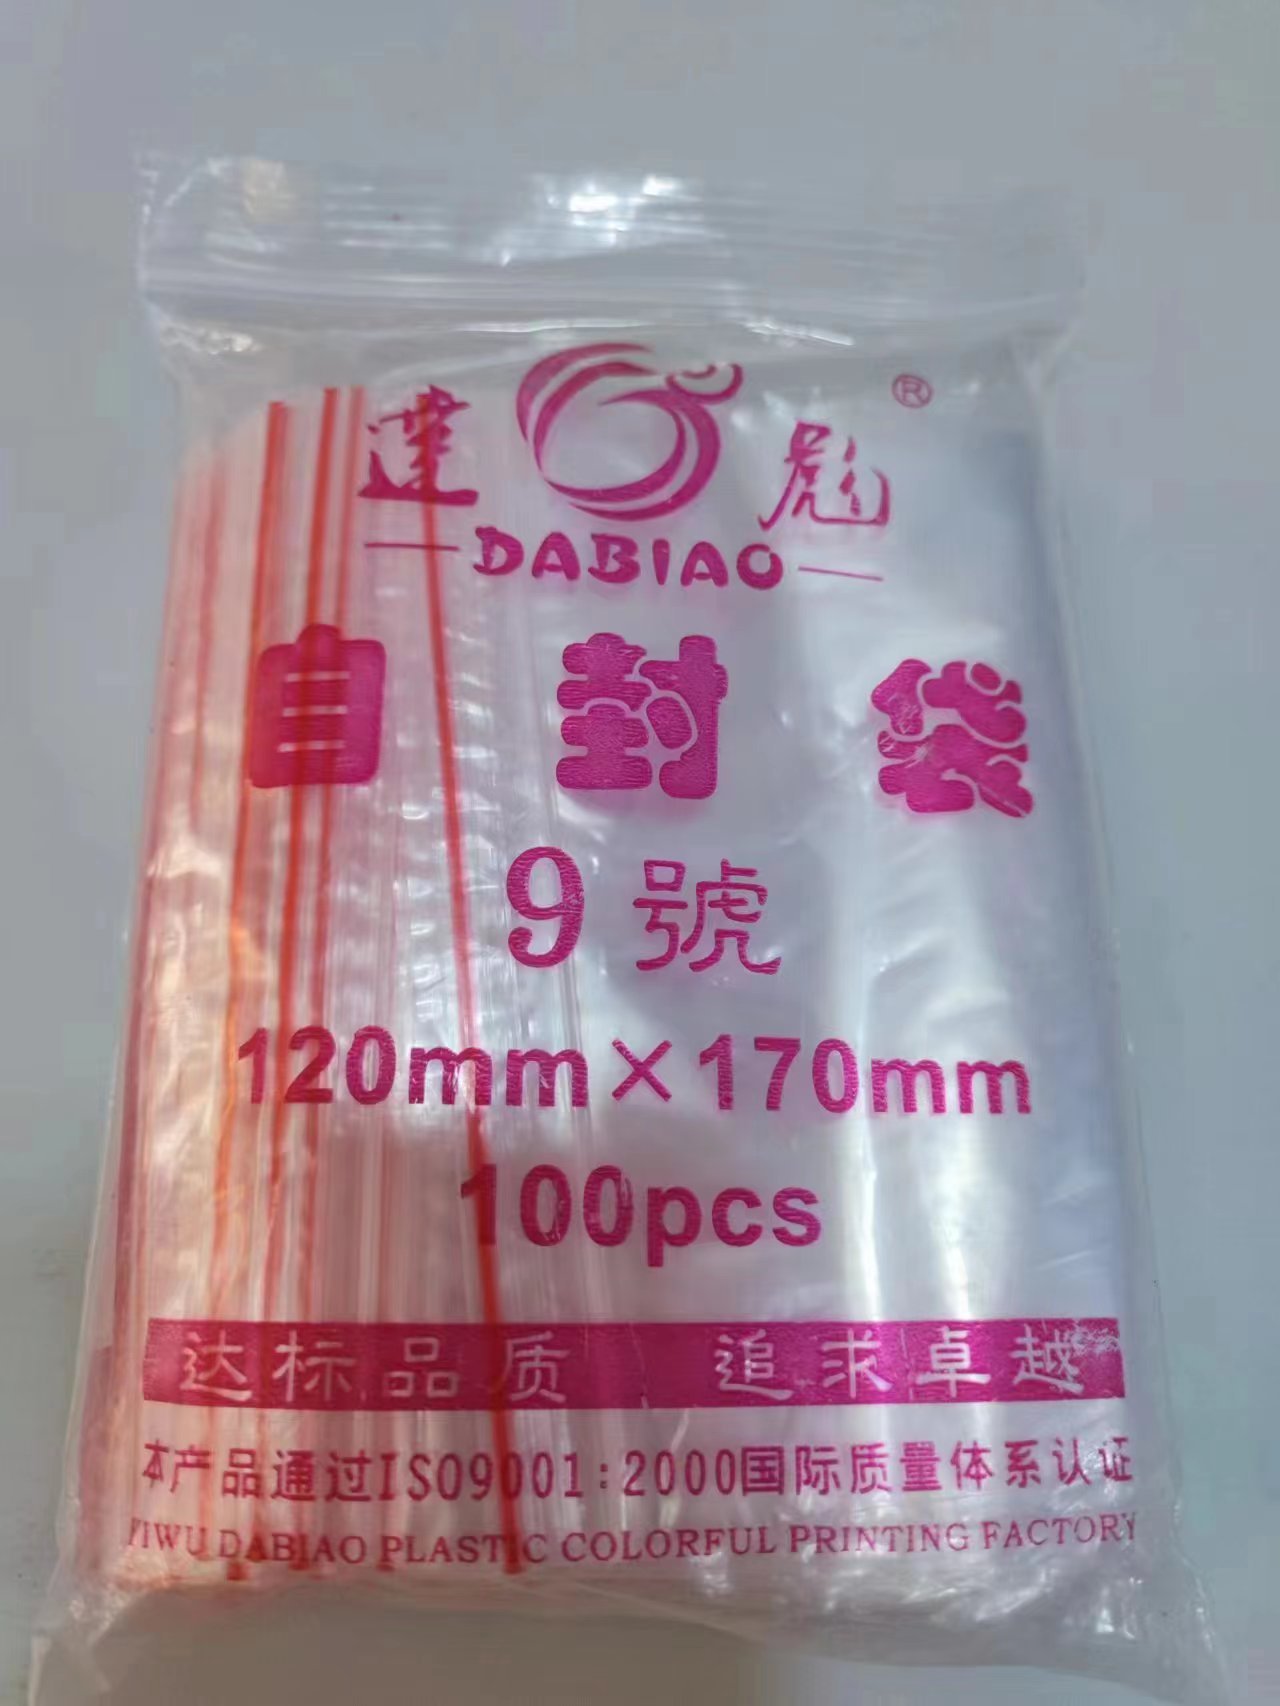 達彪®
DABIAO
自封袋
9號
120mm×170mm
100pcs
达标品质 追求卓越
本产品通过ISO9001:2000国际质量体系认证
YIWU DABIAO PLASTIC COLORFUL PRINTING FACTORY